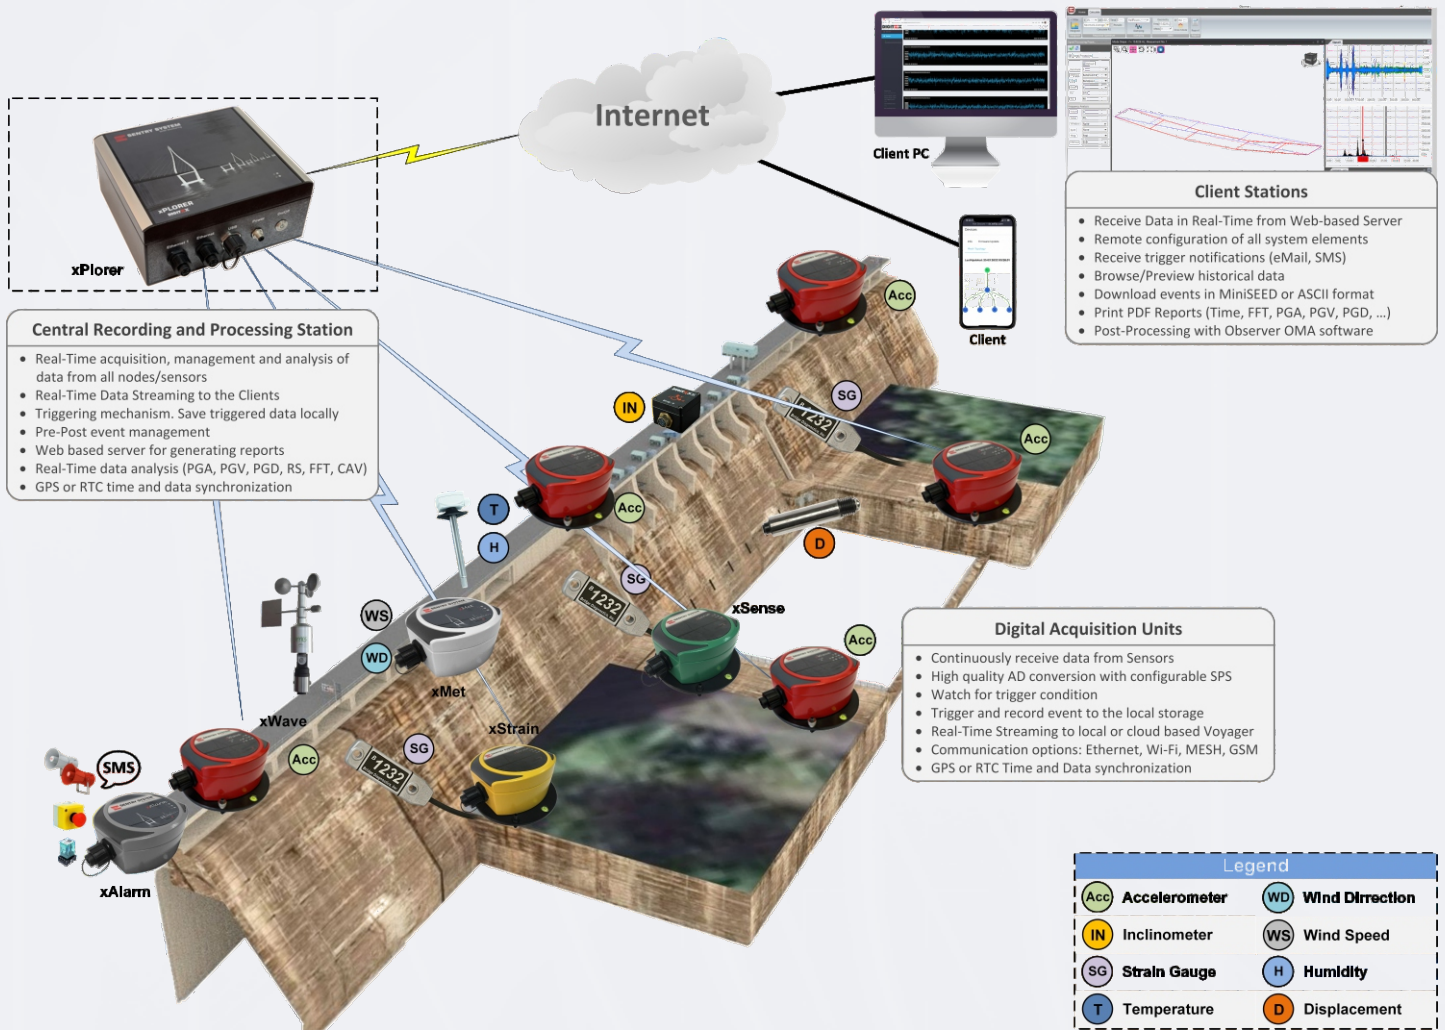 Internet
Client PC
Client
SENTRY SYSTEM
xPLORER
xPlorer
Central Recording and Processing Station
• Real-Time acquisition, management and analysis of
data from all nodes/sensors
• Real-Time Data Streaming to the Clients
• Triggering mechanism. Save triggered data locally
• Pre-Post event management
• Web based server for generating reports
• Real-Time data analysis (PGA, PGV, PGD, RS, FFT, CAV)
• GPS or RTC time and data synchronization
Client Stations
• Receive Data in Real-Time from Web-based Server
• Remote configuration of all system elements
• Receive trigger notifications (eMail, SMS)
• Browse/Preview historical data
• Download events in MiniSEED or ASCII format
• Print PDF Reports (Time, FFT, PGA, PGV, PGD, ...)
• Post-Processing with Observer OMA software
Acc
SG
1232
IN
Acc
Acc
T
H
D
SG
1232
xSense
WS
WD
xMet
Acc
xWave
xStrain
SG
1232
Acc
SMS
xAlarm
Digital Acquisition Units
• Continuously receive data from Sensors
• High quality AD conversion with configurable SPS
• Watch for trigger condition
• Trigger and record event to the local storage
• Real-Time Streaming to local or cloud based Voyager
• Communication options: Ethernet, Wi-Fi, MESH, GSM
• GPS or RTC Time and Data synchronization
Legend
Acc Accelerometer
WD Wind Dirrection
IN Inclinometer
WS Wind Speed
SG Strain Gauge
H Humidity
T Temperature
D Displacement